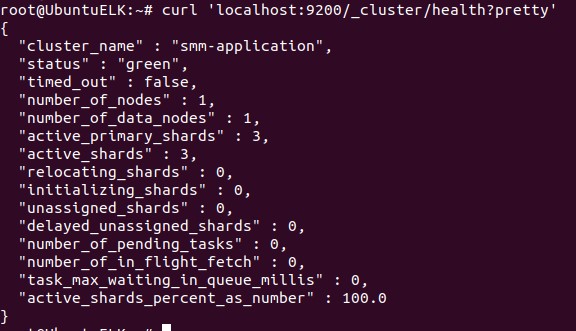 root@UbuntuELK:~# curl 'localhost:9200/_cluster/health?pretty'
{
  "cluster_name" : "smm-application",
  "status" : "green",
  "timed_out" : false,
  "number_of_nodes" : 1,
  "number_of_data_nodes" : 1,
  "active_primary_shards" : 3,
  "active_shards" : 3,
  "relocating_shards" : 0,
  "initializing_shards" : 0,
  "unassigned_shards" : 0,
  "delayed_unassigned_shards" : 0,
  "number_of_pending_tasks" : 0,
  "number_of_in_flight_fetch" : 0,
  "task_max_waiting_in_queue_millis" : 0,
  "active_shards_percent_as_number" : 100.0
}
root@UbuntuELK:~#